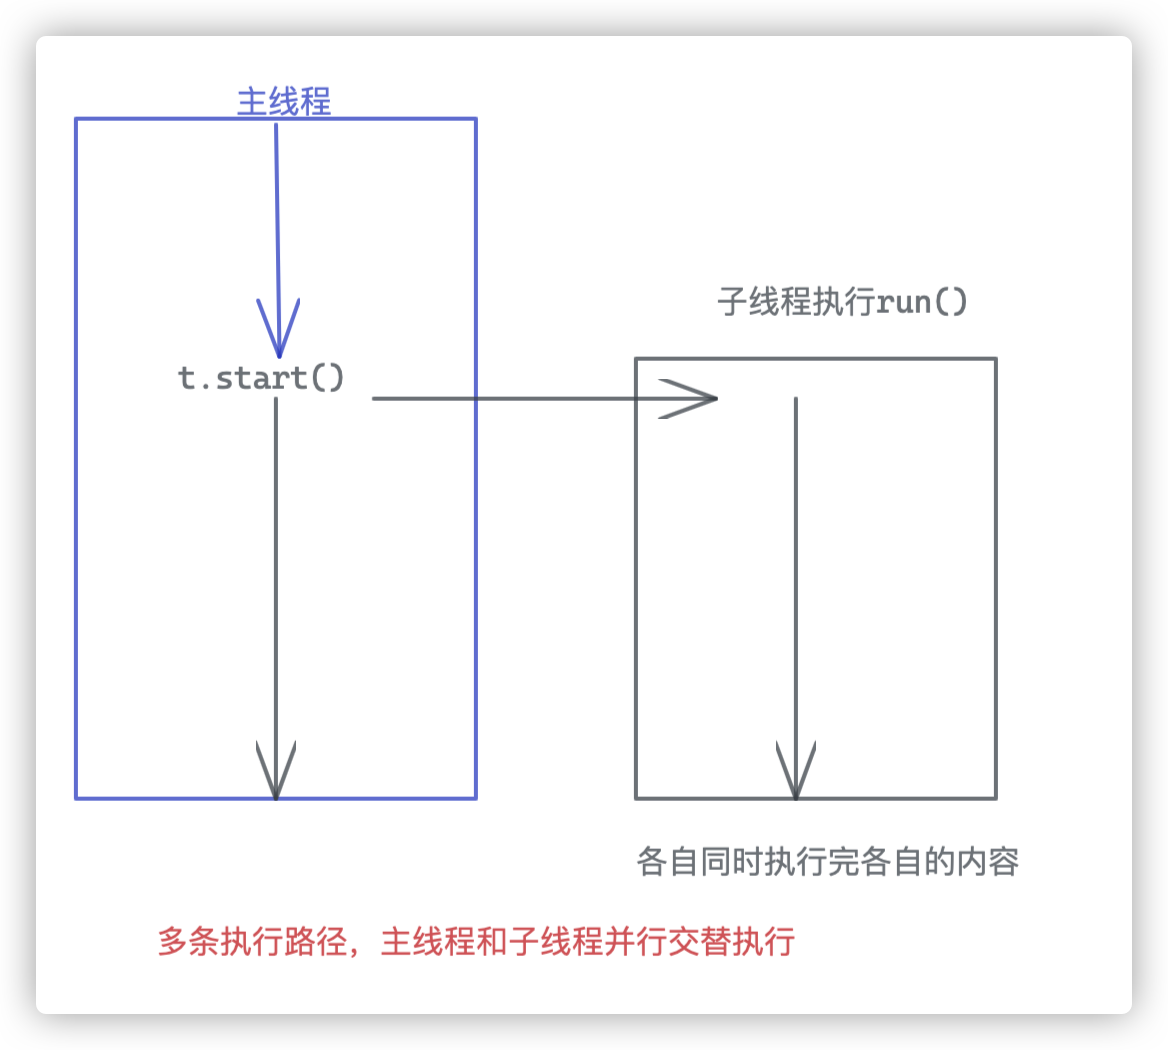 主线程
子线程执行run()
t.start()
各自同时执行完各自的内容
多条执行路径，主线程和子线程并行交替执行